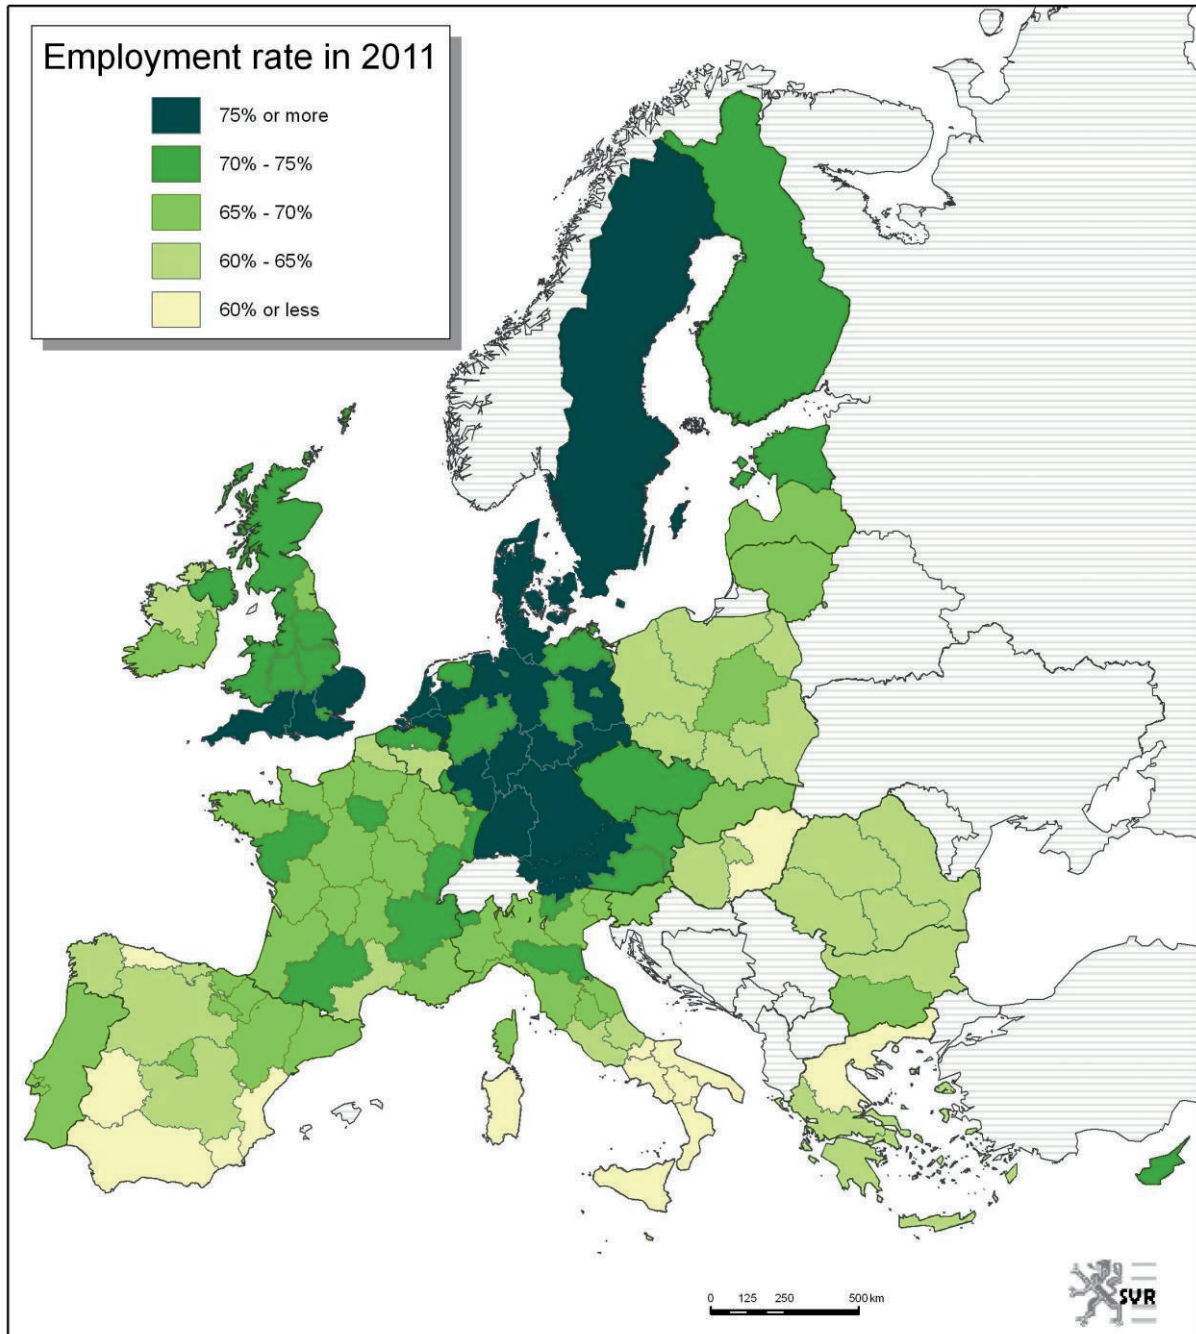 Employment rate in 2011
75% or more
70% - 75%
65% - 70%
60% - 65%
60% or less
0 125 250 500 km
SVR